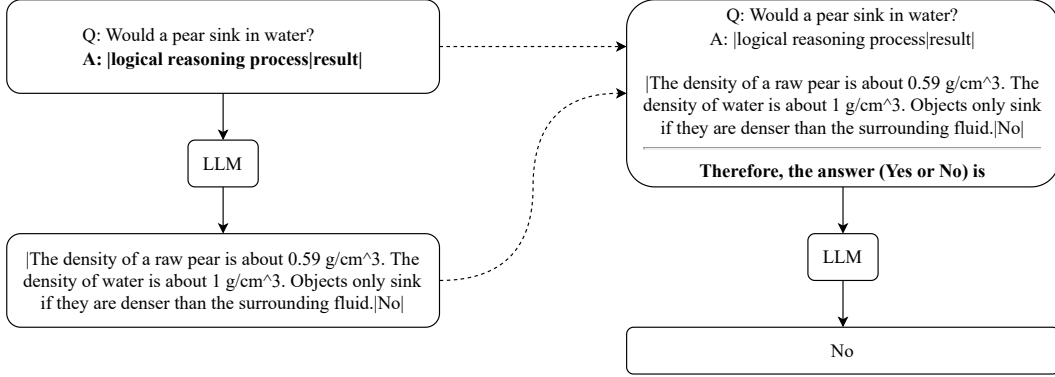 Q: Would a pear sink in water?
A: |logical reasoning process|result|
LLM
|The density of a raw pear is about 0.59 g/cm^3. The
density of water is about 1 g/cm^3. Objects only sink
if they are denser than the surrounding fluid.|No|
Q: Would a pear sink in water?
A: |logical reasoning process|result|
|The density of a raw pear is about 0.59 g/cm^3. The
density of water is about 1 g/cm^3. Objects only sink
if they are denser than the surrounding fluid.|No|
Therefore, the answer (Yes or No) is
LLM
No